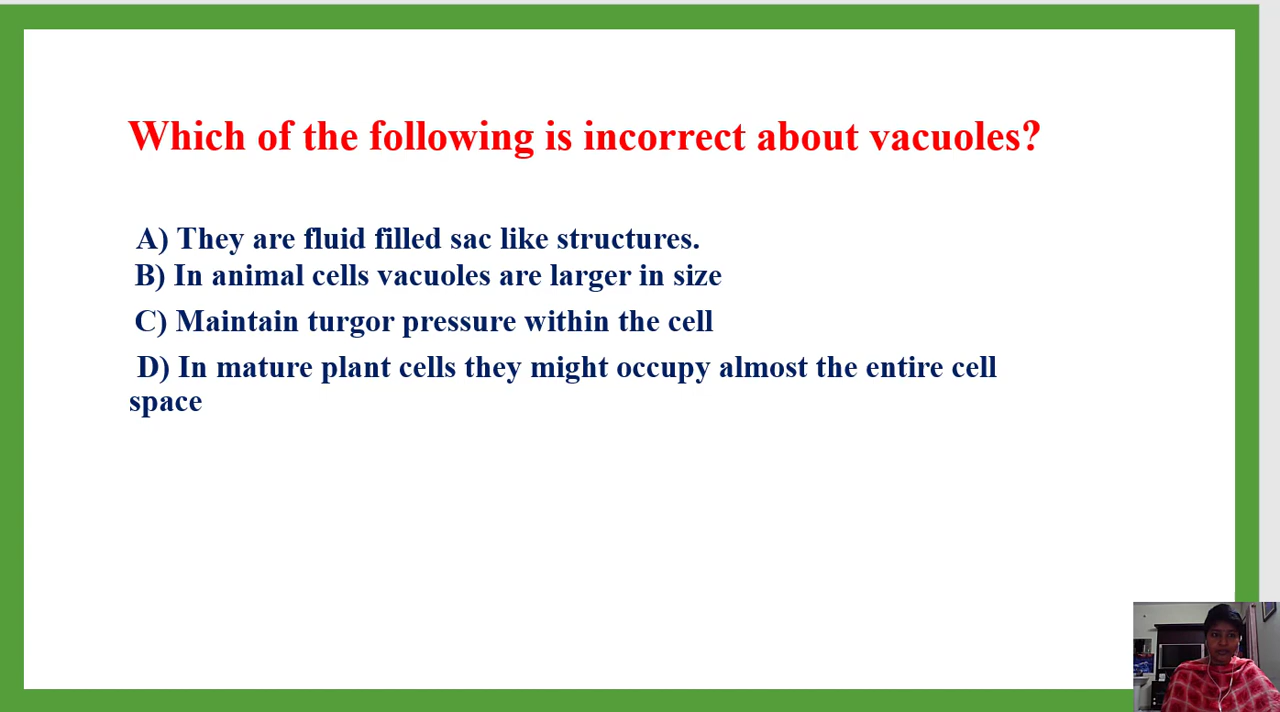 Which of the following is incorrect about vacuoles?
A) They are fluid filled sac like structures.
B) In animal cells vacuoles are larger in size
C) Maintain turgor pressure within the cell
D) In mature plant cells they might occupy almost the entire cell
space